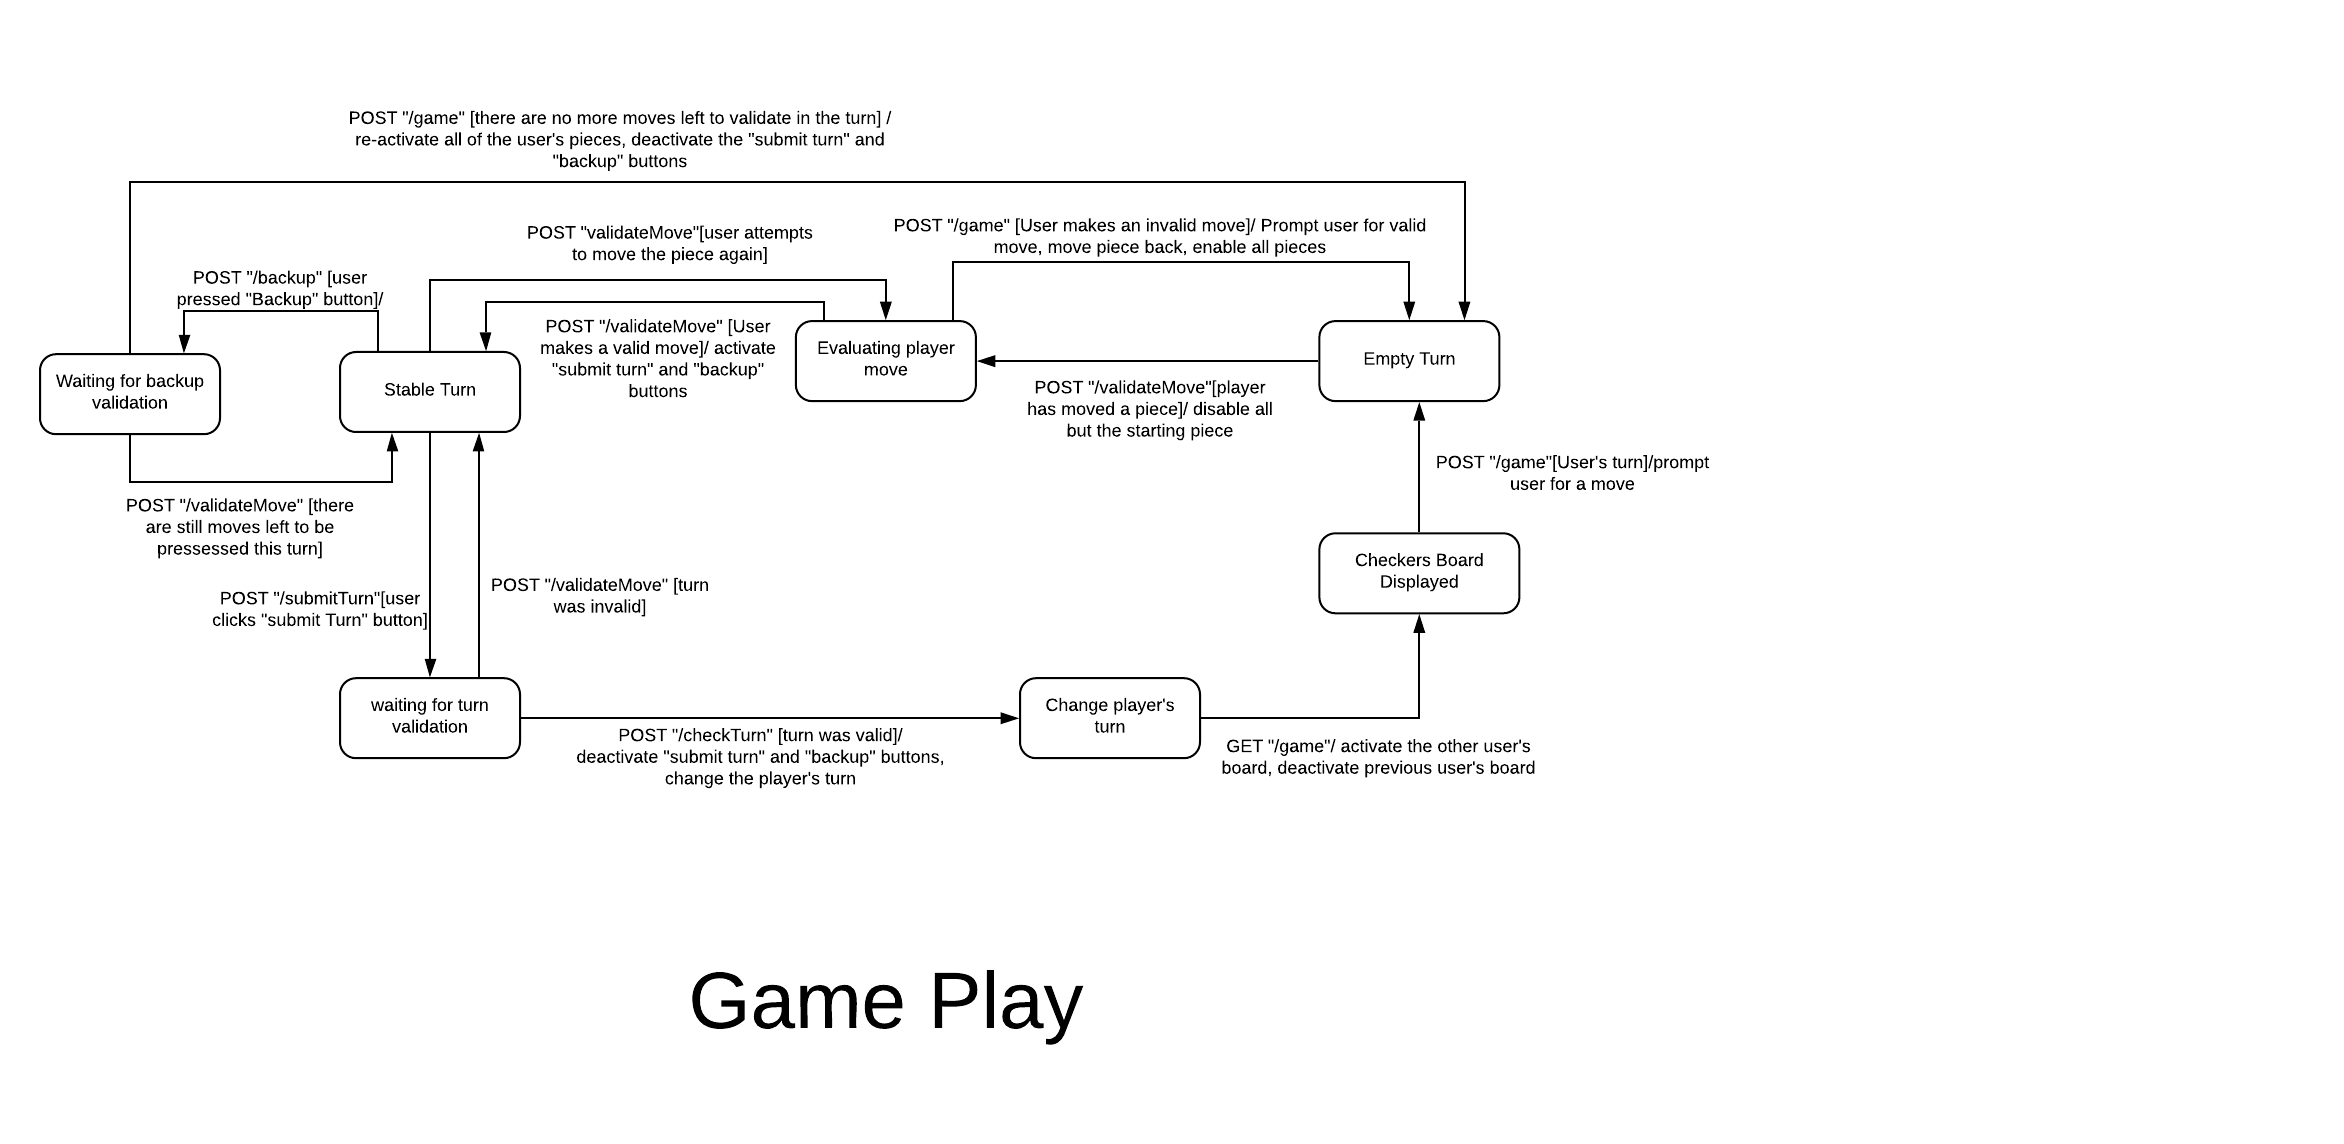 POST "/game" [there are no more moves left to validate in the turn] /
re-activate all of the user's pieces, deactivate the "submit turn" and
"backup" buttons
POST "validateMove"[user attempts
to move the piece again]
POST "/game" [User makes an invalid move]/ Prompt user for valid
move, move piece back, enable all pieces
POST "/backup" [user
pressed "Backup" button]/
POST "/validateMove" [User
makes a valid move]/ activate
"submit turn" and "backup"
buttons
Waiting for backup
validation
Stable Turn
Evaluating player
move
Empty Turn
POST "/validateMove"[player
has moved a piece]/ disable all
but the starting piece
POST "/game"[User's turn]/prompt
user for a move
POST "/validateMove" [there
are still moves left to be
pressessed this turn]
Checkers Board
Displayed
POST "/submitTurn"[user
clicks "submit Turn" button]
POST "/validateMove" [turn
was invalid]
waiting for turn
validation
Change player's
turn
POST "/checkTurn" [turn was valid]/
deactivate "submit turn" and "backup" buttons,
change the player's turn
GET "/game"/ activate the other user's
board, deactivate previous user's board
Game Play